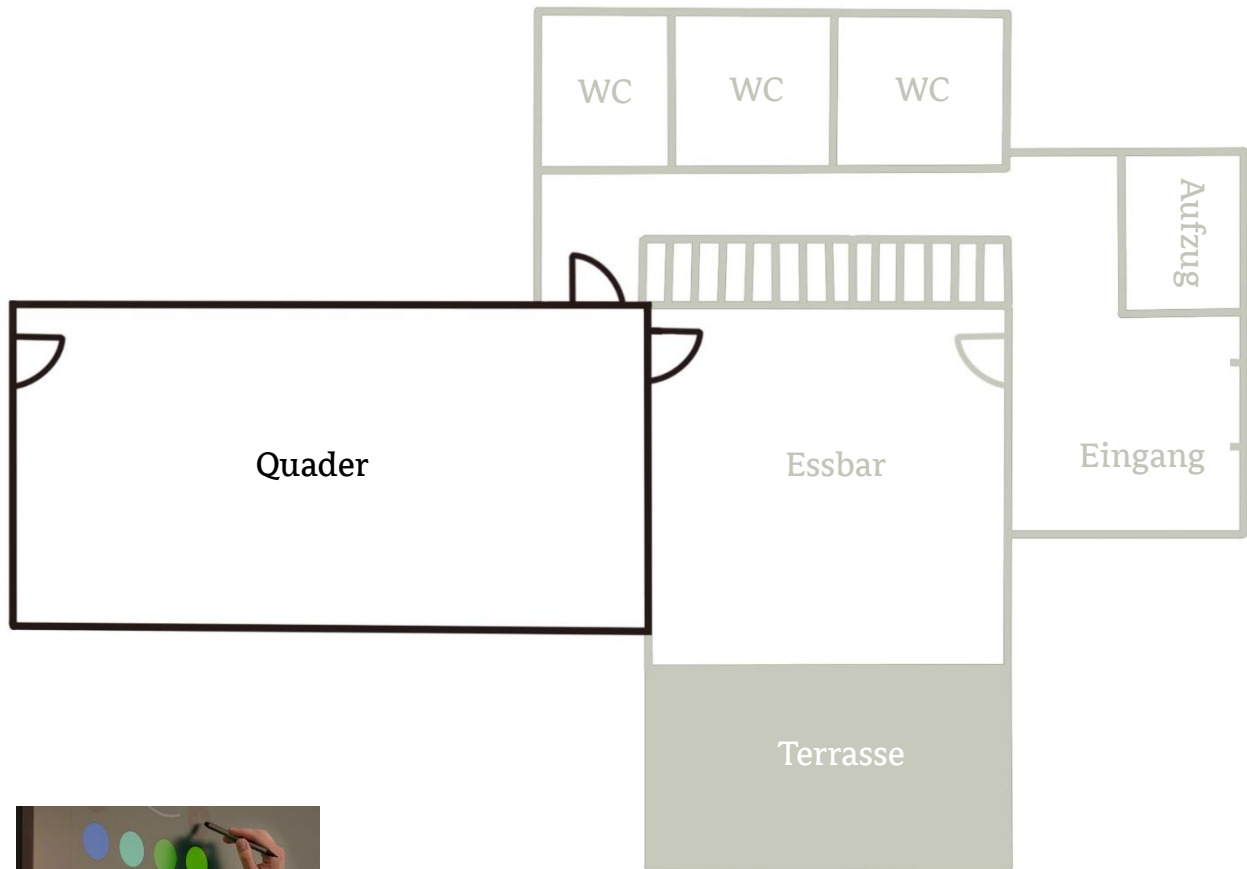 WC
WC
WC
Aufzug
Quader
Essbar
Eingang
Terrasse